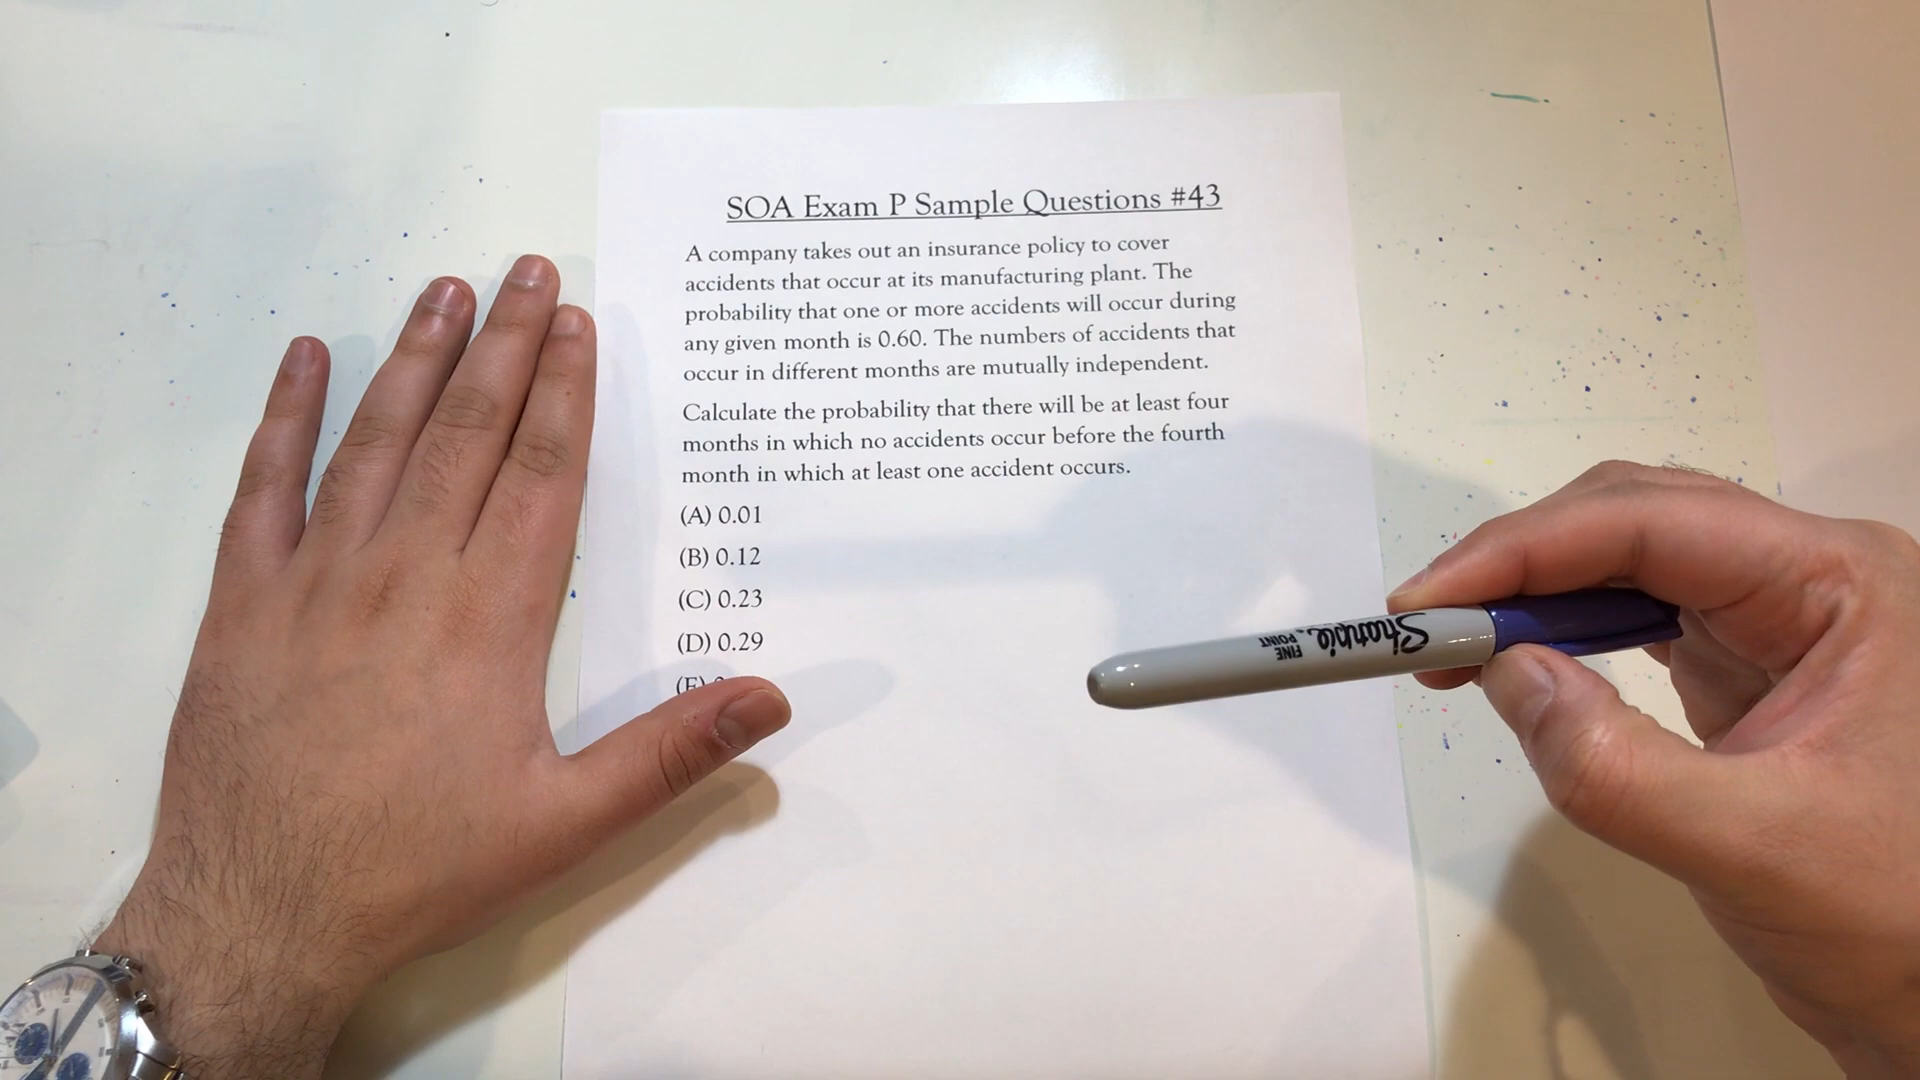 SOA Exam P Sample Questions #43
A company takes out an insurance policy to cover
accidents that occur at its manufacturing plant. The
probability that one or more accidents will occur during
any given month is 0.60. The numbers of accidents that
occur in different months are mutually independent.
Calculate the probability that there will be at least four
months in which no accidents occur before the fourth
month in which at least one accident occurs.
(A) 0.01
(B) 0.12
(C) 0.23
(D) 0.29
(E)
Sharpie
FINE
POINT